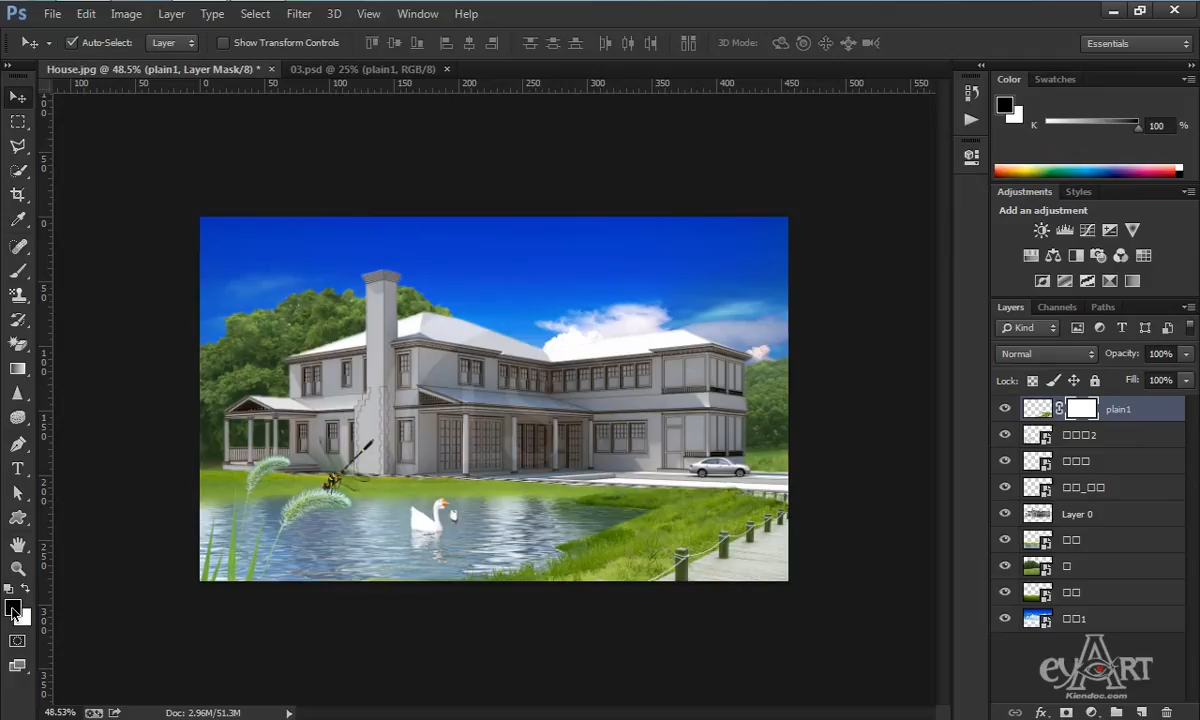 Ps File Edit Image Layer Type Select Filter 3D View Window Help
Auto-Select: Layer Show Transform Controls 3D Mode: Essentials
House.jpg @ 48.5% (plain1, Layer Mask/8) * × 03.psd @ 25% (plain1, RGB/8) ×
100 50 0 50 100 150 200 250 300 350 400 450 500 550
Color Swatches
K 100 %
Adjustments Styles
Add an adjustment
Layers Channels Paths
Kind
Normal Opacity: 100%
Lock: Fill: 100%
plain1
□□□2
□□□
□□_□□
Layer 0
□□
□
□□
□□1
eyArt
Kiendoc.com
48.53% Doc: 2.96M/51.3M